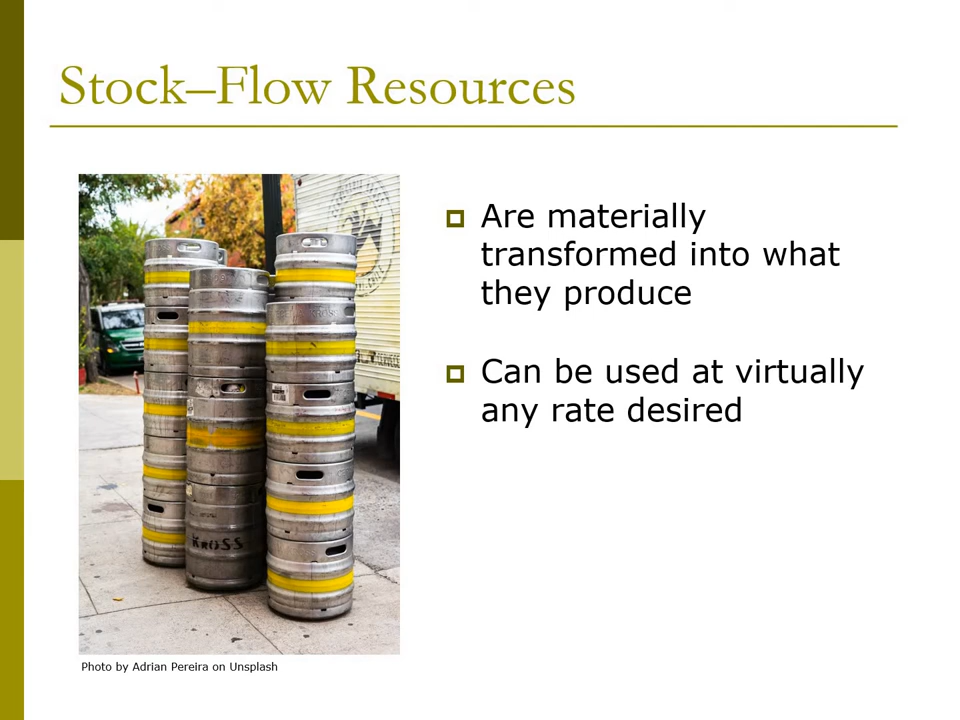 Stock–Flow Resources
Are materially
transformed into what
they produce
Can be used at virtually
any rate desired
KROSS
Photo by Adrian Pereira on Unsplash